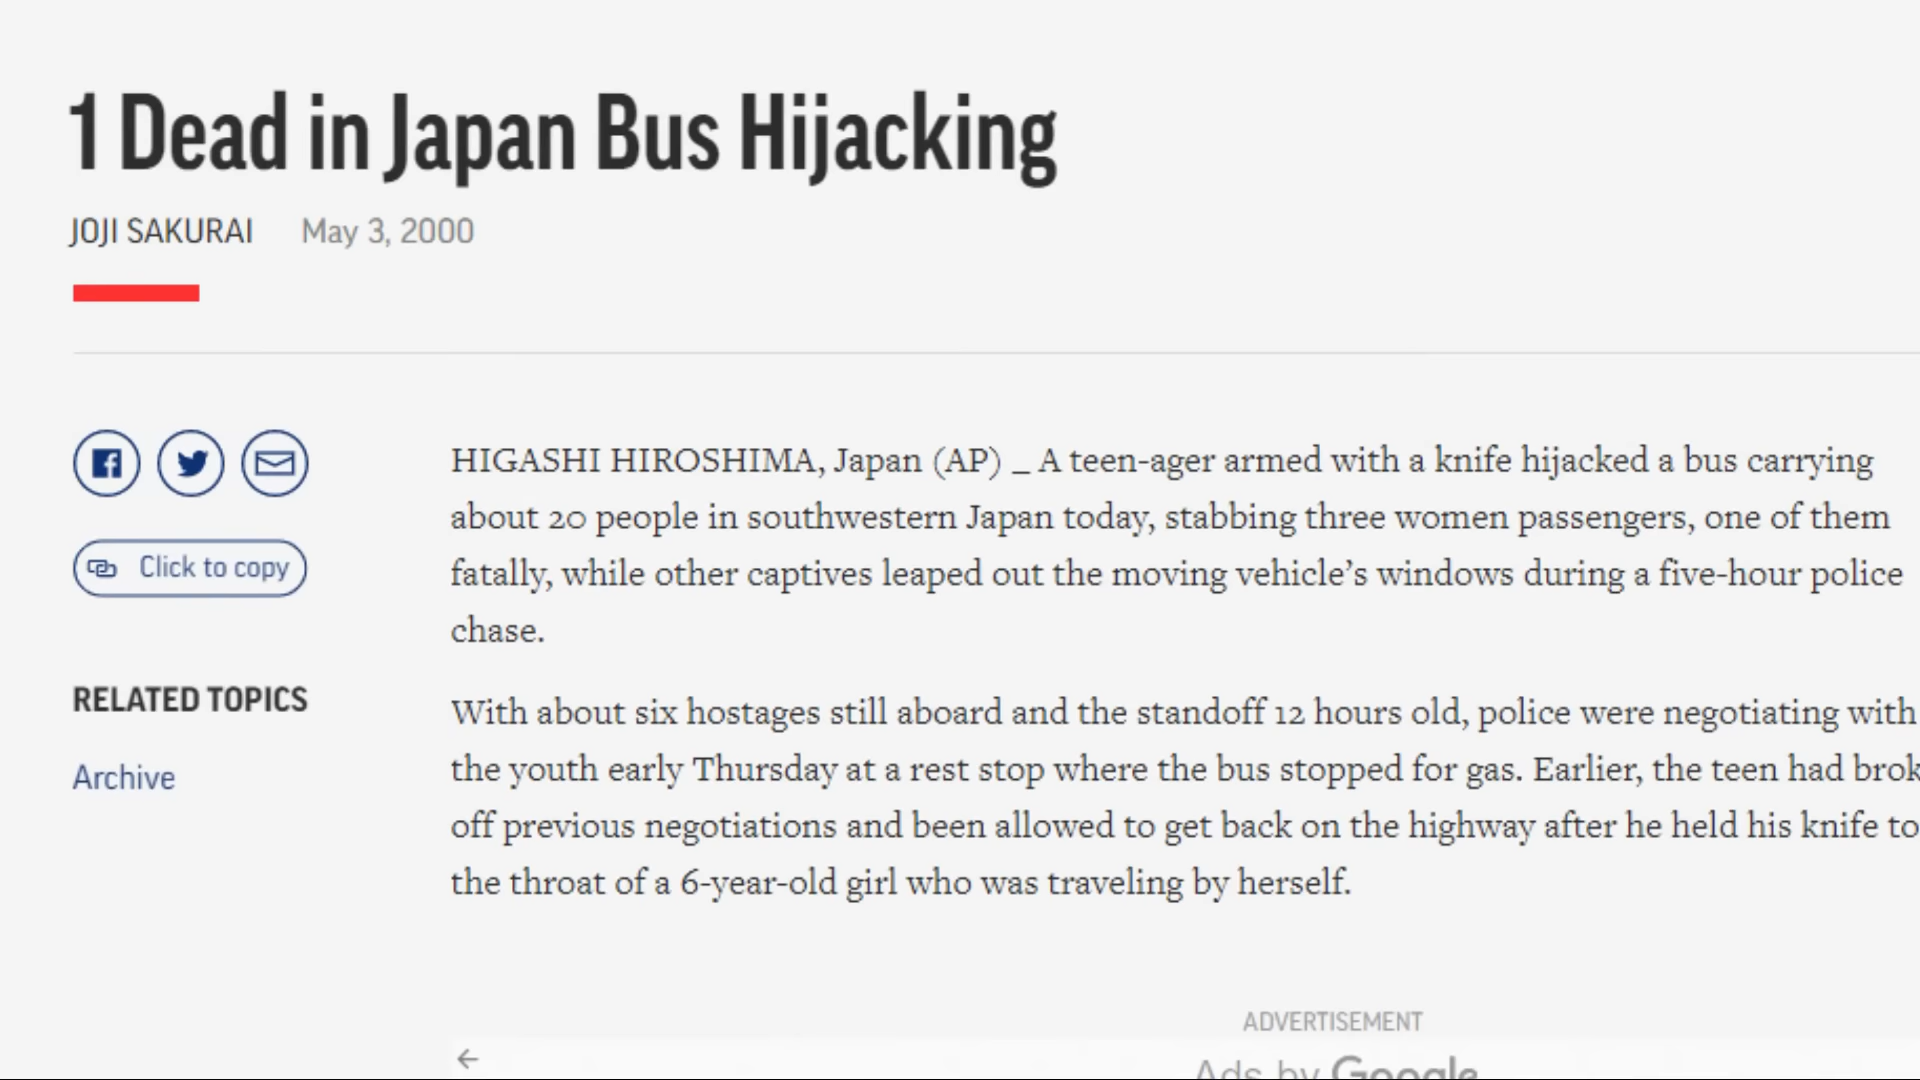 1 Dead in Japan Bus Hijacking
JOJI SAKURAI May 3, 2000
Click to copy
RELATED TOPICS
Archive
HIGASHI HIROSHIMA, Japan (AP) _ A teen-ager armed with a knife hijacked a bus carrying
about 20 people in southwestern Japan today, stabbing three women passengers, one of them
fatally, while other captives leaped out the moving vehicle’s windows during a five-hour police
chase.
With about six hostages still aboard and the standoff 12 hours old, police were negotiating with
the youth early Thursday at a rest stop where the bus stopped for gas. Earlier, the teen had brok
off previous negotiations and been allowed to get back on the highway after he held his knife to
the throat of a 6-year-old girl who was traveling by herself.
ADVERTISEMENT
Ads by Google